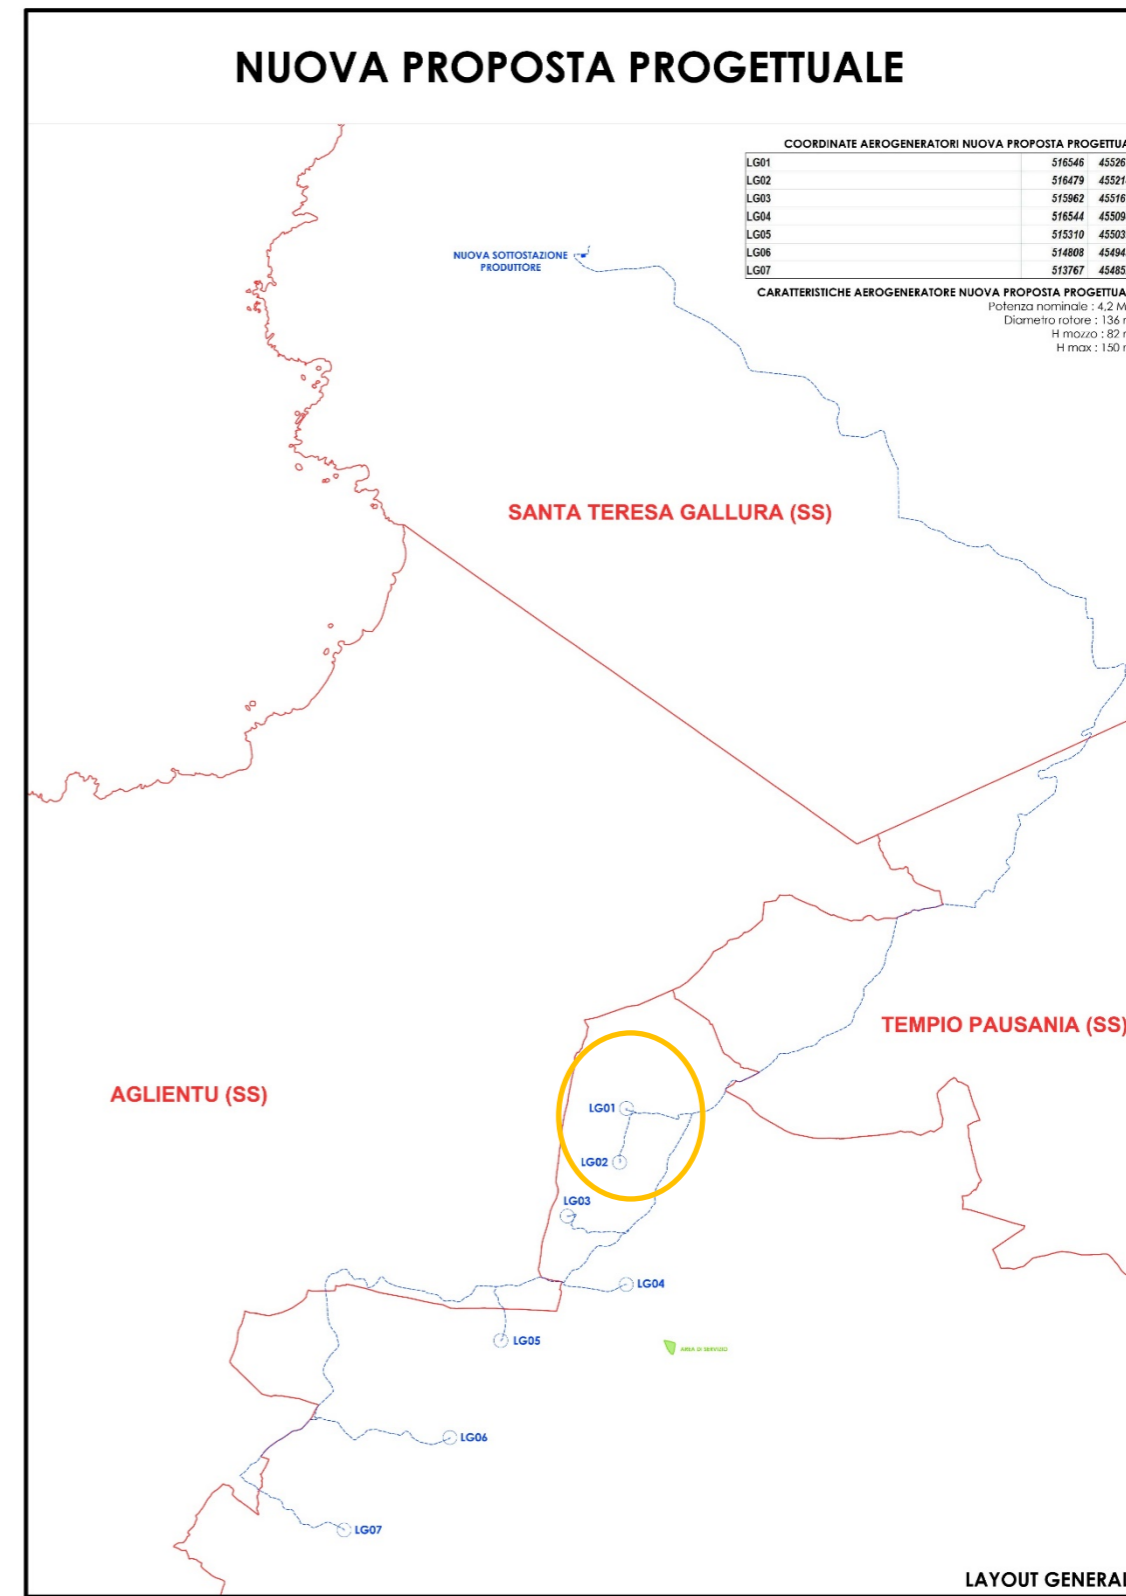 NUOVA PROPOSTA PROGETTUALE
COORDINATE AEROGENERATORI NUOVA PROPOSTA PROGETTUA
LG01 516546 45526
LG02 516479 45521
LG03 515962 45516
LG04 516544 45509
LG05 515310 45503
LG06 514808 45494
LG07 513767 45485
CARATTERISTICHE AEROGENERATORE NUOVA PROPOSTA PROGETTUA
Potenza nominale : 4,2 M
Diametro rotore : 136 m
H mozzo : 82 m
H max : 150 m
NUOVA SOTTOSTAZIONE
PRODUTTORE
SANTA TERESA GALLURA (SS)
TEMPIO PAUSANIA (SS)
AGLIENTU (SS)
LG01
LG02
LG03
LG04
LG05
AREA DI SERVIZIO
LG06
LG07
LAYOUT GENERAL